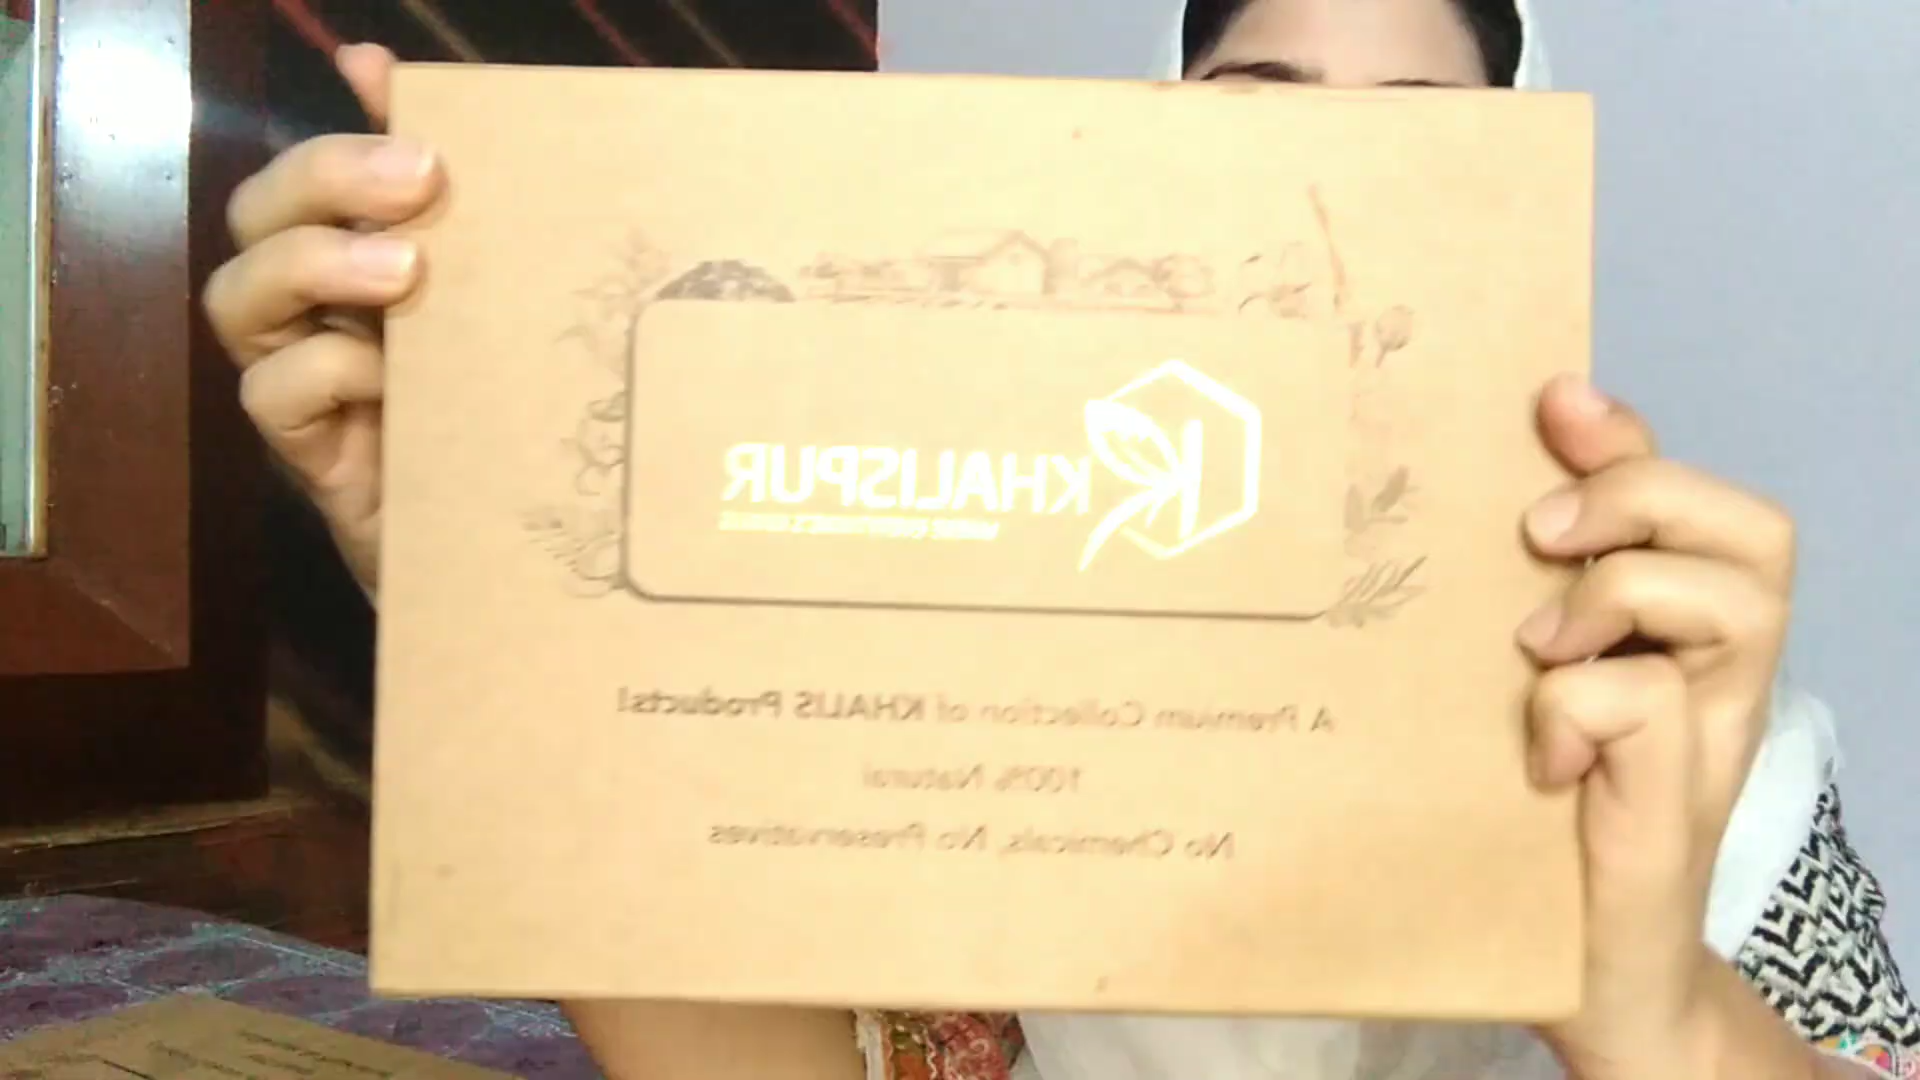 KHALISPUR
A Premium Collection of KHALIS Products!
100% Natural
No Chemicals, No Preservatives